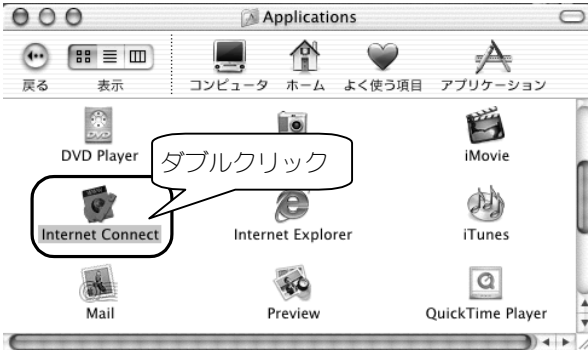 Applications
戻る
表示
コンピュータ
ホーム
よく使う項目
アプリケーション
DVD Player
ダブルクリック
iMovie
Internet Connect
Internet Explorer
iTunes
Mail
Preview
QuickTime Player